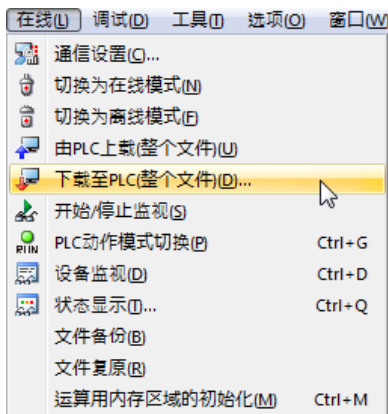 在线(L) 调试(D) 工具(T) 选项(O) 窗口(W
通信设置(C)...
切换为在线模式(N)
切换为离线模式(F)
由PLC上载(整个文件)(U)
下载至PLC(整个文件)(D)...
开始/停止监视(S)
RUN PLC动作模式切换(P) Ctrl+G
设备监视(D) Ctrl+D
状态显示(T)... Ctrl+Q
文件备份(B)
文件复原(R)
运算用内存区域的初始化(M) Ctrl+M